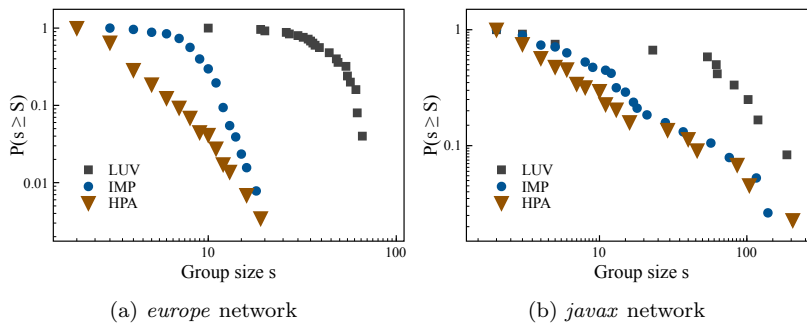 1
0.1
0.01
P(s ≥ S)
LUV
IMP
HPA
10
100
Group size s
(a) europe network
1
0.1
P(s ≥ S)
LUV
IMP
HPA
10
100
Group size s
(b) javax network